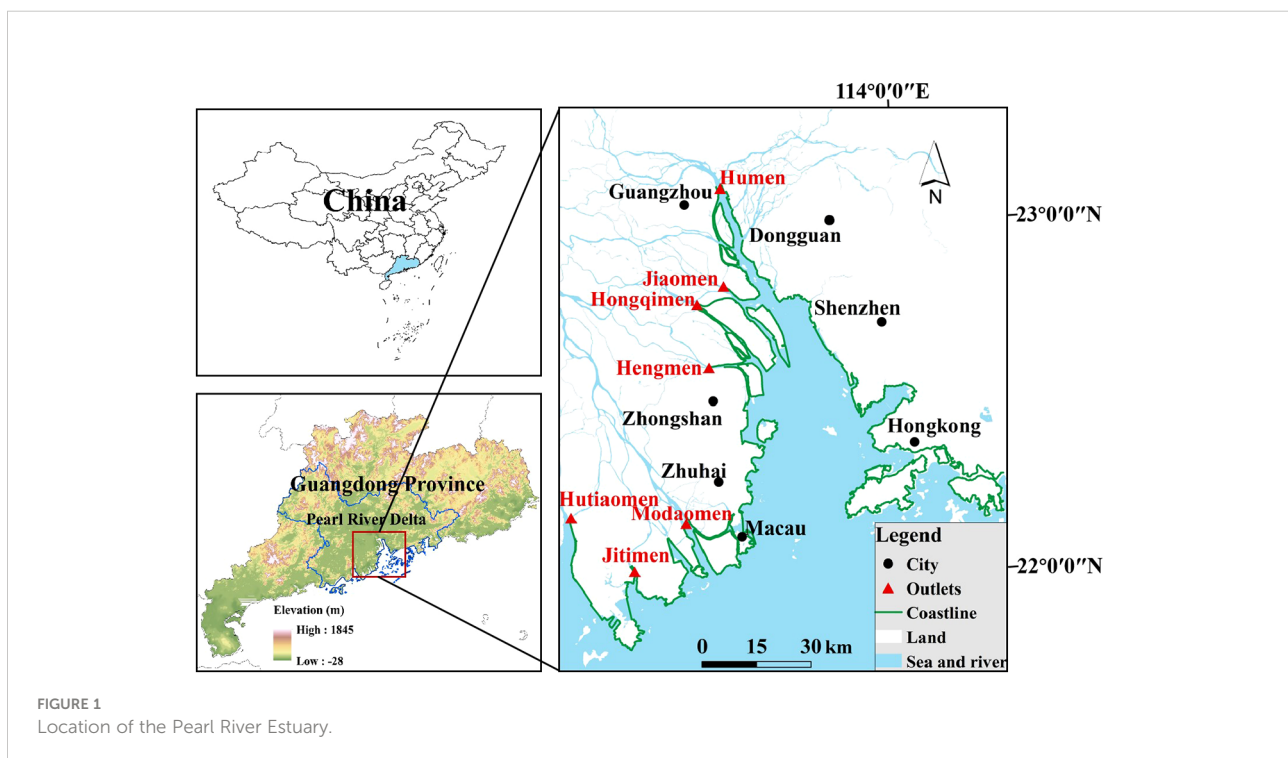 China
Guangdong Province
Pearl River Delta
Elevation (m)
High : 1845
Low : -28
114°0′0″E
N
23°0′0″N
22°0′0″N
Humen
Guangzhou
Dongguan
Jiaomen
Hongqimen
Shenzhen
Hengmen
Zhongshan
Hongkong
Zhuhai
Hutiaomen
Modaomen
Macau
Jitimen
Legend
City
Outlets
Coastline
Land
Sea and river
0 15 30 km
FIGURE 1
Location of the Pearl River Estuary.